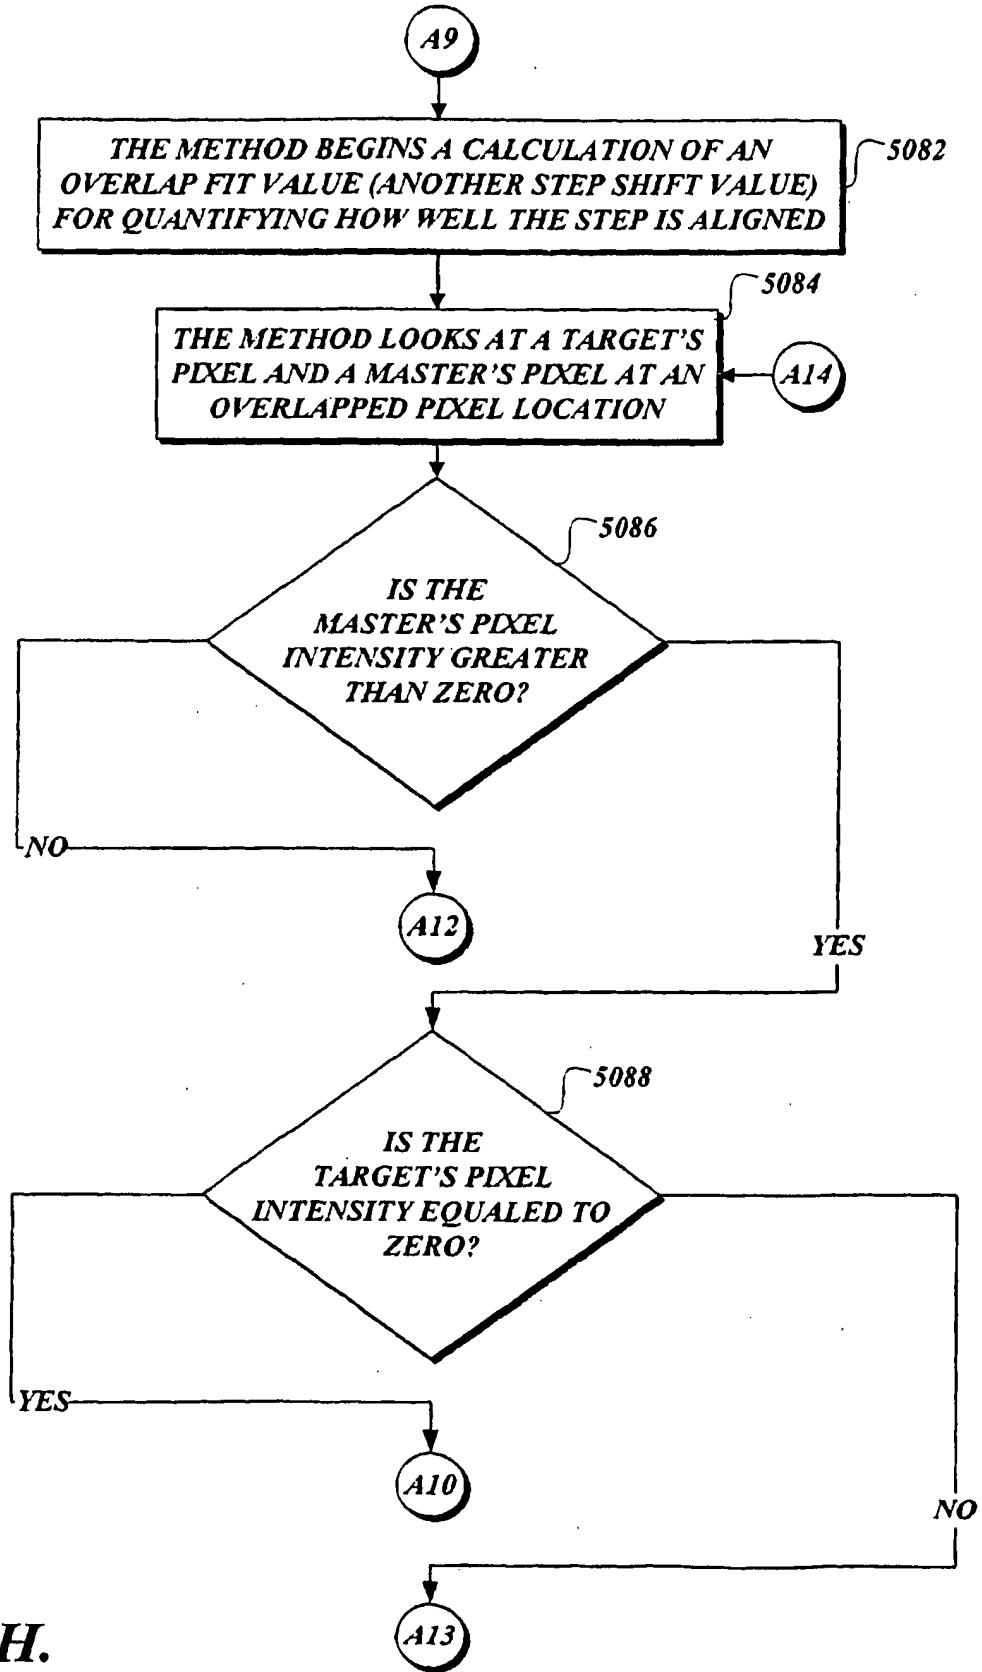 A9
THE METHOD BEGINS A CALCULATION OF AN
OVERLAP FIT VALUE (ANOTHER STEP SHIFT VALUE)
FOR QUANTIFYING HOW WELL THE STEP IS ALIGNED
5082
5084
THE METHOD LOOKS AT A TARGET'S
PIXEL AND A MASTER'S PIXEL AT AN
OVERLAPPED PIXEL LOCATION
A14
5086
IS THE
MASTER'S PIXEL
INTENSITY GREATER
THAN ZERO?
NO
A12
YES
5088
IS THE
TARGET'S PIXEL
INTENSITY EQUALED TO
ZERO?
YES
A10
NO
A13
H.